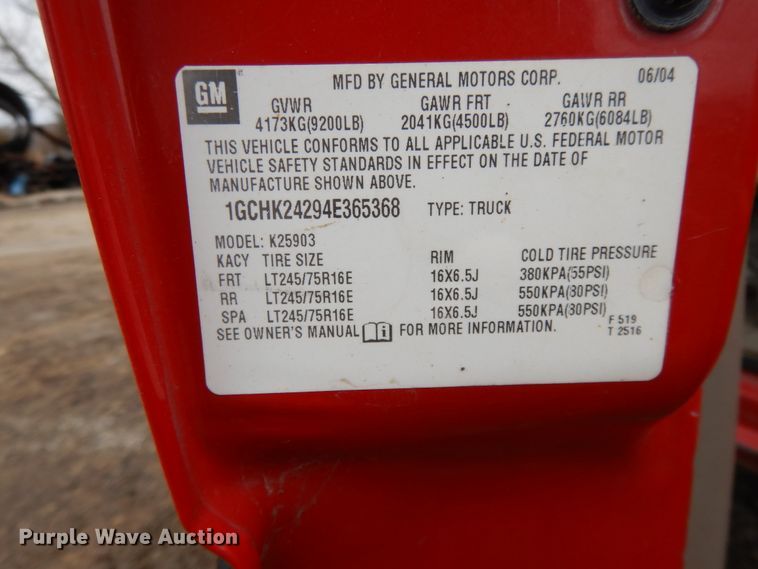 GM
MFD BY GENERAL MOTORS CORP. 06/04
GVWR GAWR FRT GAWR RR
4173KG(9200LB) 2041KG(4500LB) 2760KG(6084LB)
THIS VEHICLE CONFORMS TO ALL APPLICABLE U.S. FEDERAL MOTOR
VEHICLE SAFETY STANDARDS IN EFFECT ON THE DATE OF
MANUFACTURE SHOWN ABOVE.
1GCHK24294E365368 TYPE: TRUCK
MODEL: K25903
KACY TIRE SIZE RIM COLD TIRE PRESSURE
FRT LT245/75R16E 16X6.5J 380KPA(55PSI)
RR LT245/75R16E 16X6.5J 550KPA(80PSI)
SPA LT245/75R16E 16X6.5J 550KPA(80PSI)
SEE OWNER'S MANUAL FOR MORE INFORMATION. F 519
T 2516
Purple Wave Auction